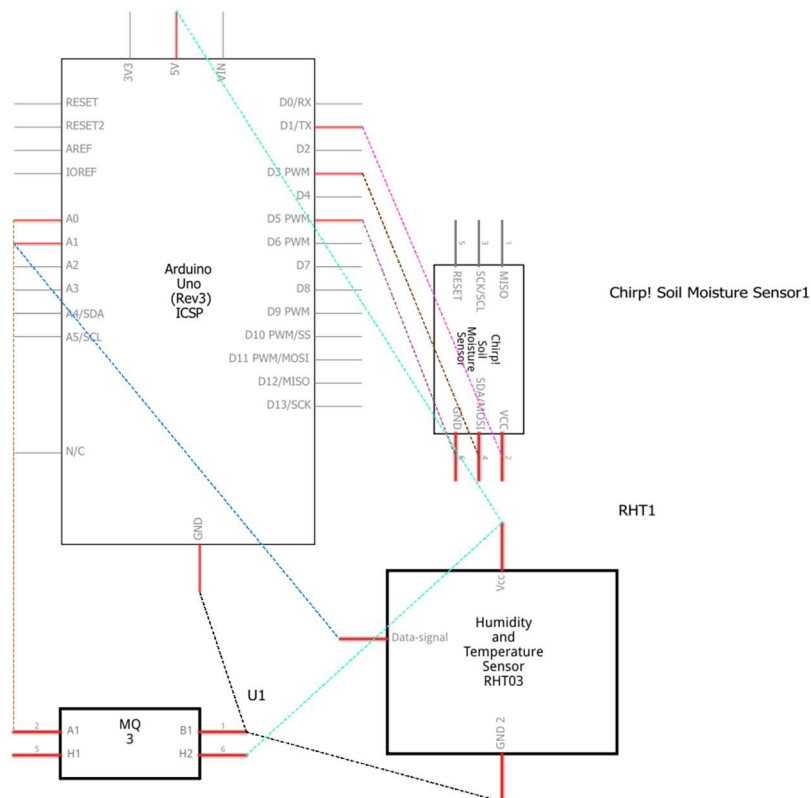 3V3
5V
VIN
RESET
RESET2
AREF
IOREF
A0
A1
A2
A3
A4/SDA
A5/SCL
N/C
D0/RX
D1/TX
D2
D3 PWM
D4
D5 PWM
D6 PWM
D7
D8
D9 PWM
D10 PWM/SS
D11 PWM/MOSI
D12/MISO
D13/SCK
Arduino
Uno
(Rev3)
ICSP
GND
5
3
1
RESET
SCK/SCL
MISO
Chirp!
Soil
Moisture
Sensor
GND
SDA/MOSI
VCC
6
4
2
Chirp! Soil Moisture Sensor1
RHT1
Vcc
Data-signal
Humidity
and
Temperature
Sensor
RHT03
GND 2
U1
MQ
3
2
A1
5
H1
B1
1
H2
6